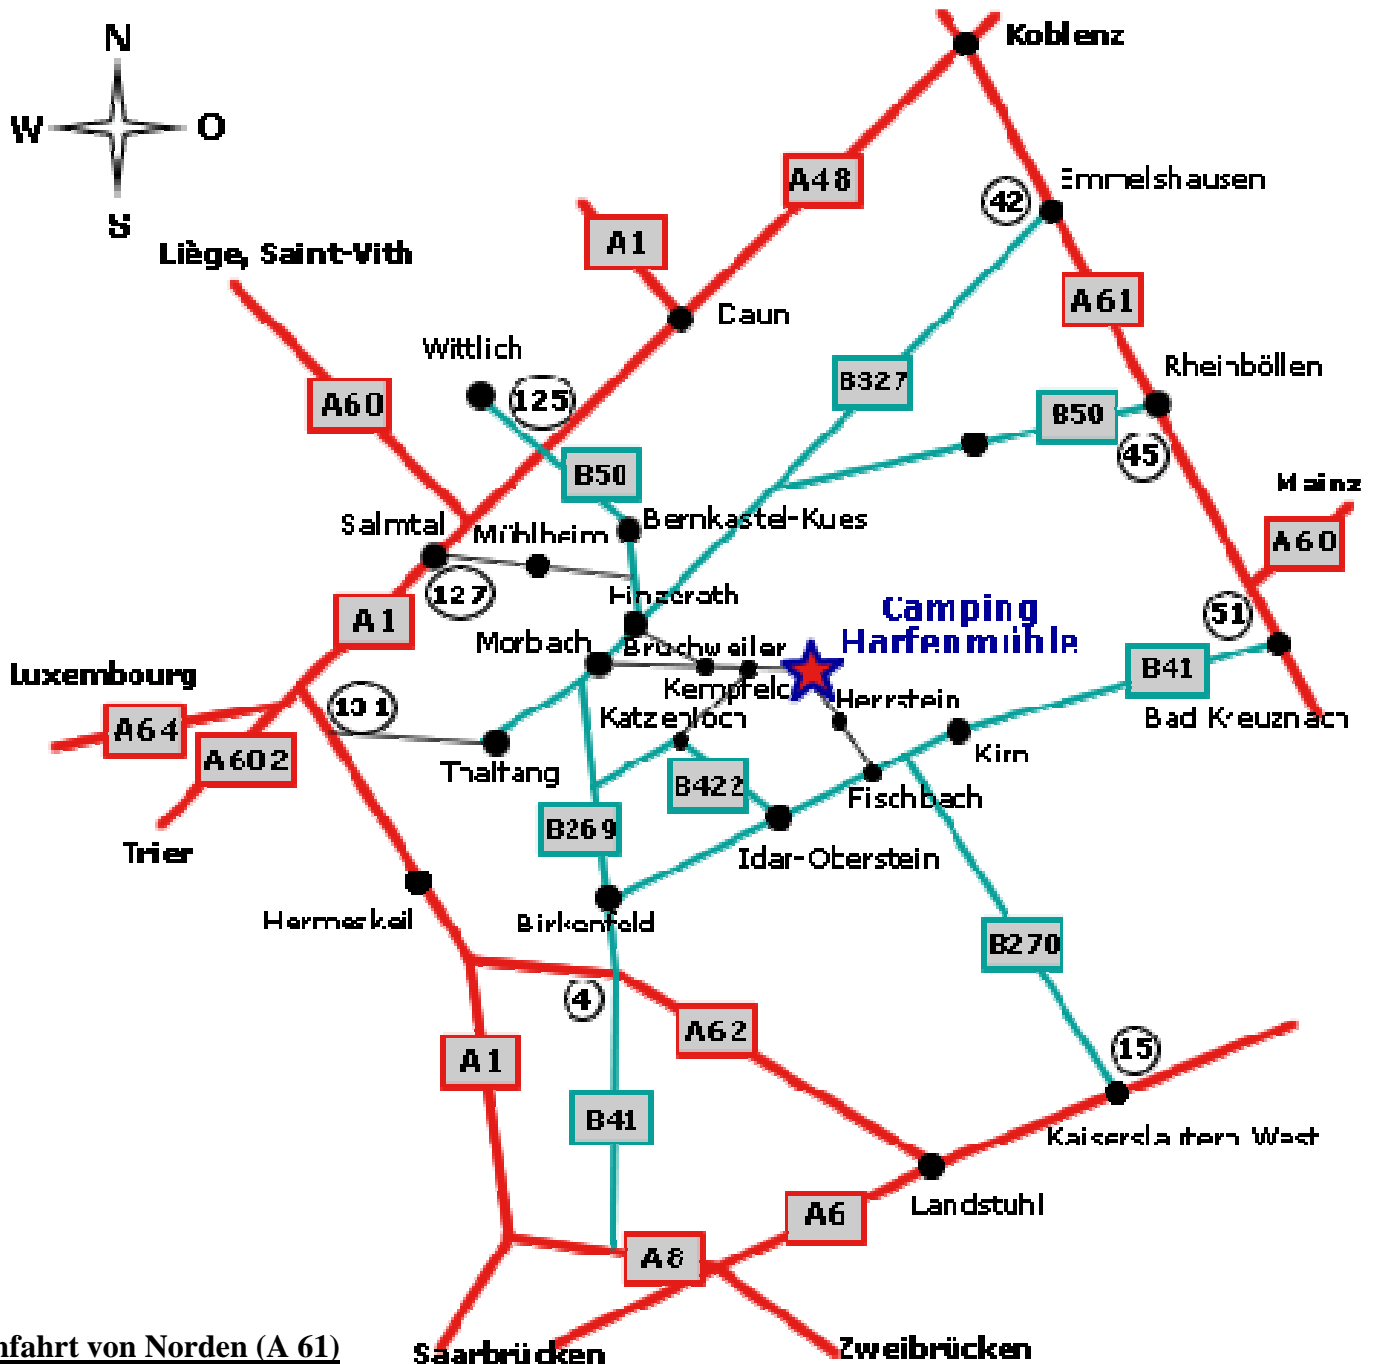 N
Koblenz
W
O
A48
Emmelshausen
42
S
A1
Liège, Saint-Vith
A61
Daun
Wittlich
Rheinböllen
B327
125
A60
B50
45
B50
Mainz
Bernkastel-Kues
Salmtal
Mühlheim
A60
127
Hinzerath
Camping
Harfenmühle
A1
51
Morbach
Bruchweiler
Luxembourg
B41
Kempfeld
Herrstein
131
Katzenloch
A64
Bad Kreuznach
A602
Kirn
Thalfang
B422
Fischbach
B269
Trier
Idar-Oberstein
Hermeskeil
Birkenfeld
B270
4
A62
A1
15
B41
Kaiserslautern West
Landstuhl
A6
A8
nfahrt von Norden (A 61)
Saarbrücken
Zweibrücken